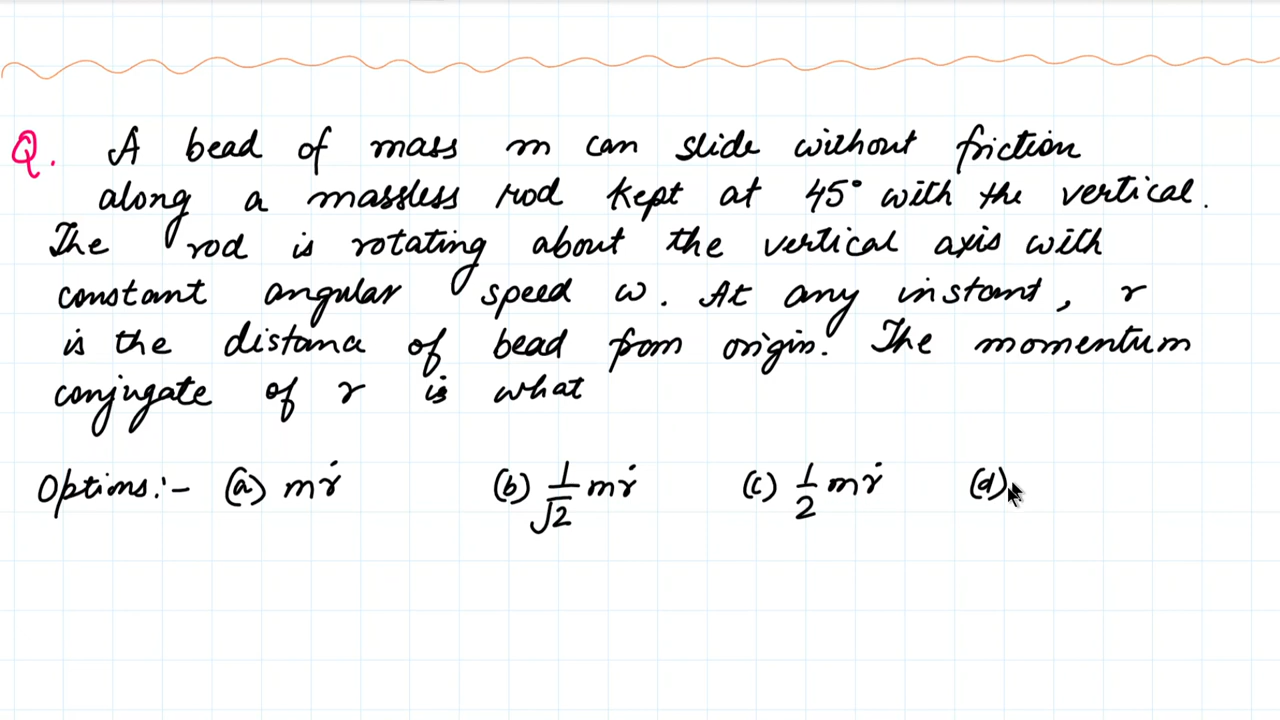 Q. A bead of mass m can slide without friction
along a massless rod kept at 45° with the vertical.
The rod is rotating about the vertical axis with
constant angular speed ω. At any instant, r
is the distana of bead from origin. The momentum
conjugate of r is what
Options:- (a) mṙ (b) 1/√2 mṙ (c) 1/2 mṙ (d)